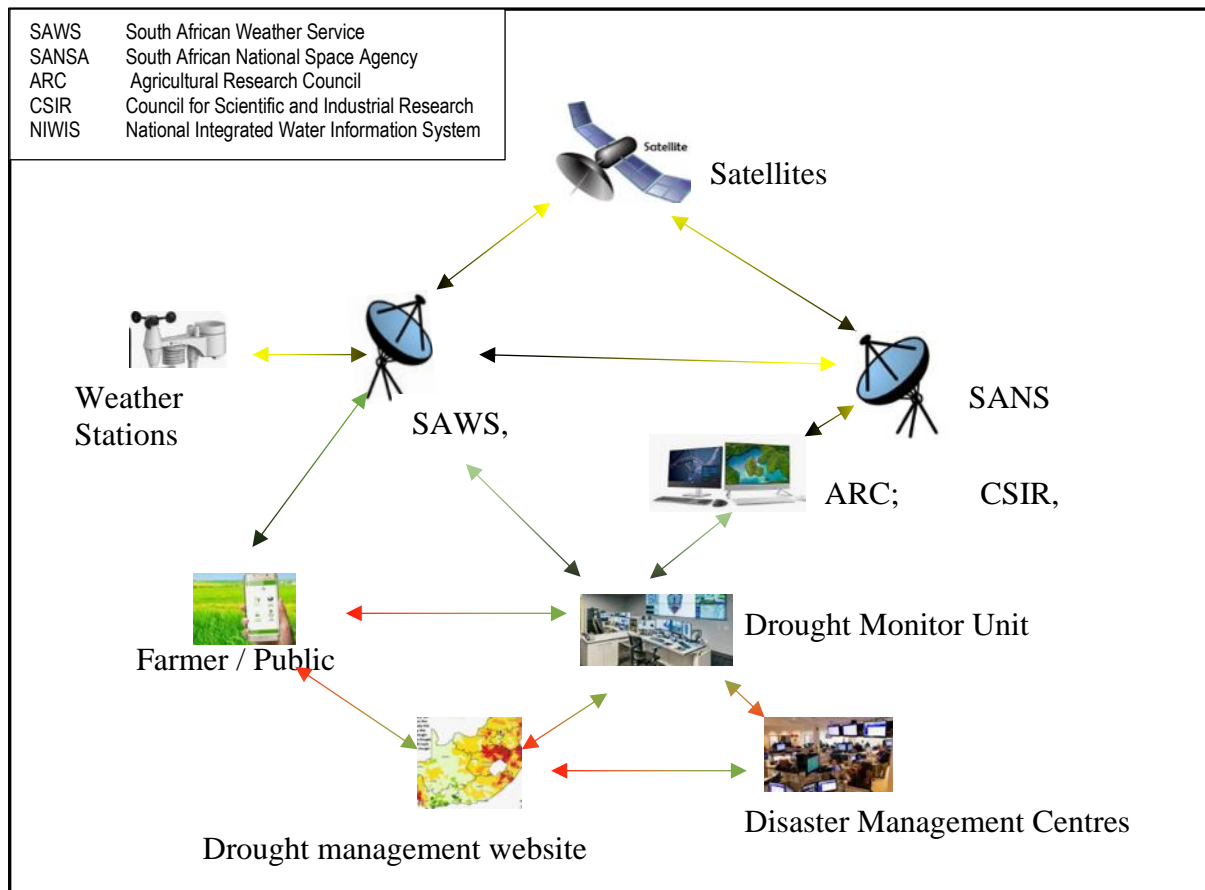 SAWS South African Weather Service
SANSA South African National Space Agency
ARC Agricultural Research Council
CSIR Council for Scientific and Industrial Research
NIWIS National Integrated Water Information System
Satellite
Satellites
Weather
Stations
SAWS,
SANS
ARC; CSIR,
Farmer / Public
Drought Monitor Unit
Drought management website
Disaster Management Centres